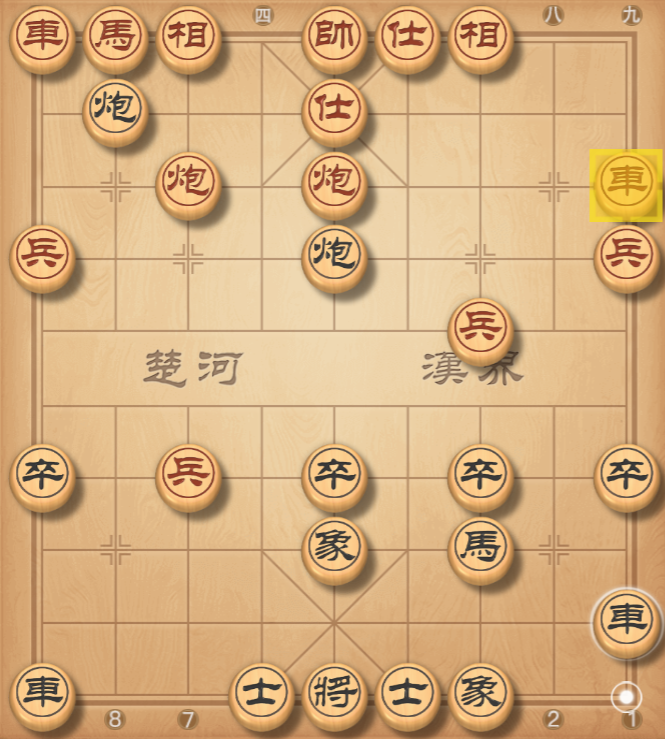 四 八 九
車 馬 相 帥 仕 相
炮 仕
炮 炮 車
兵 炮 兵
兵
楚河 漢界
卒 兵 卒 卒 卒
象 馬
車
車 士 將 士 象
8 7 2 1